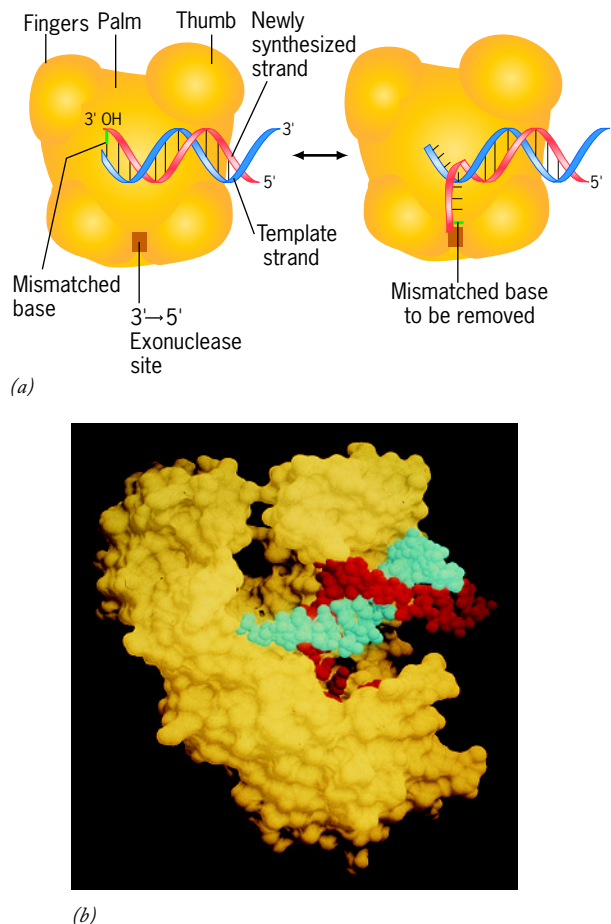 Fingers Palm Thumb Newly
synthesized
strand
3' OH
3'
5'
Mismatched
base
Template
strand
3'→5'
Exonuclease
site
3'
5'
Mismatched base
to be removed
(a)
(b)